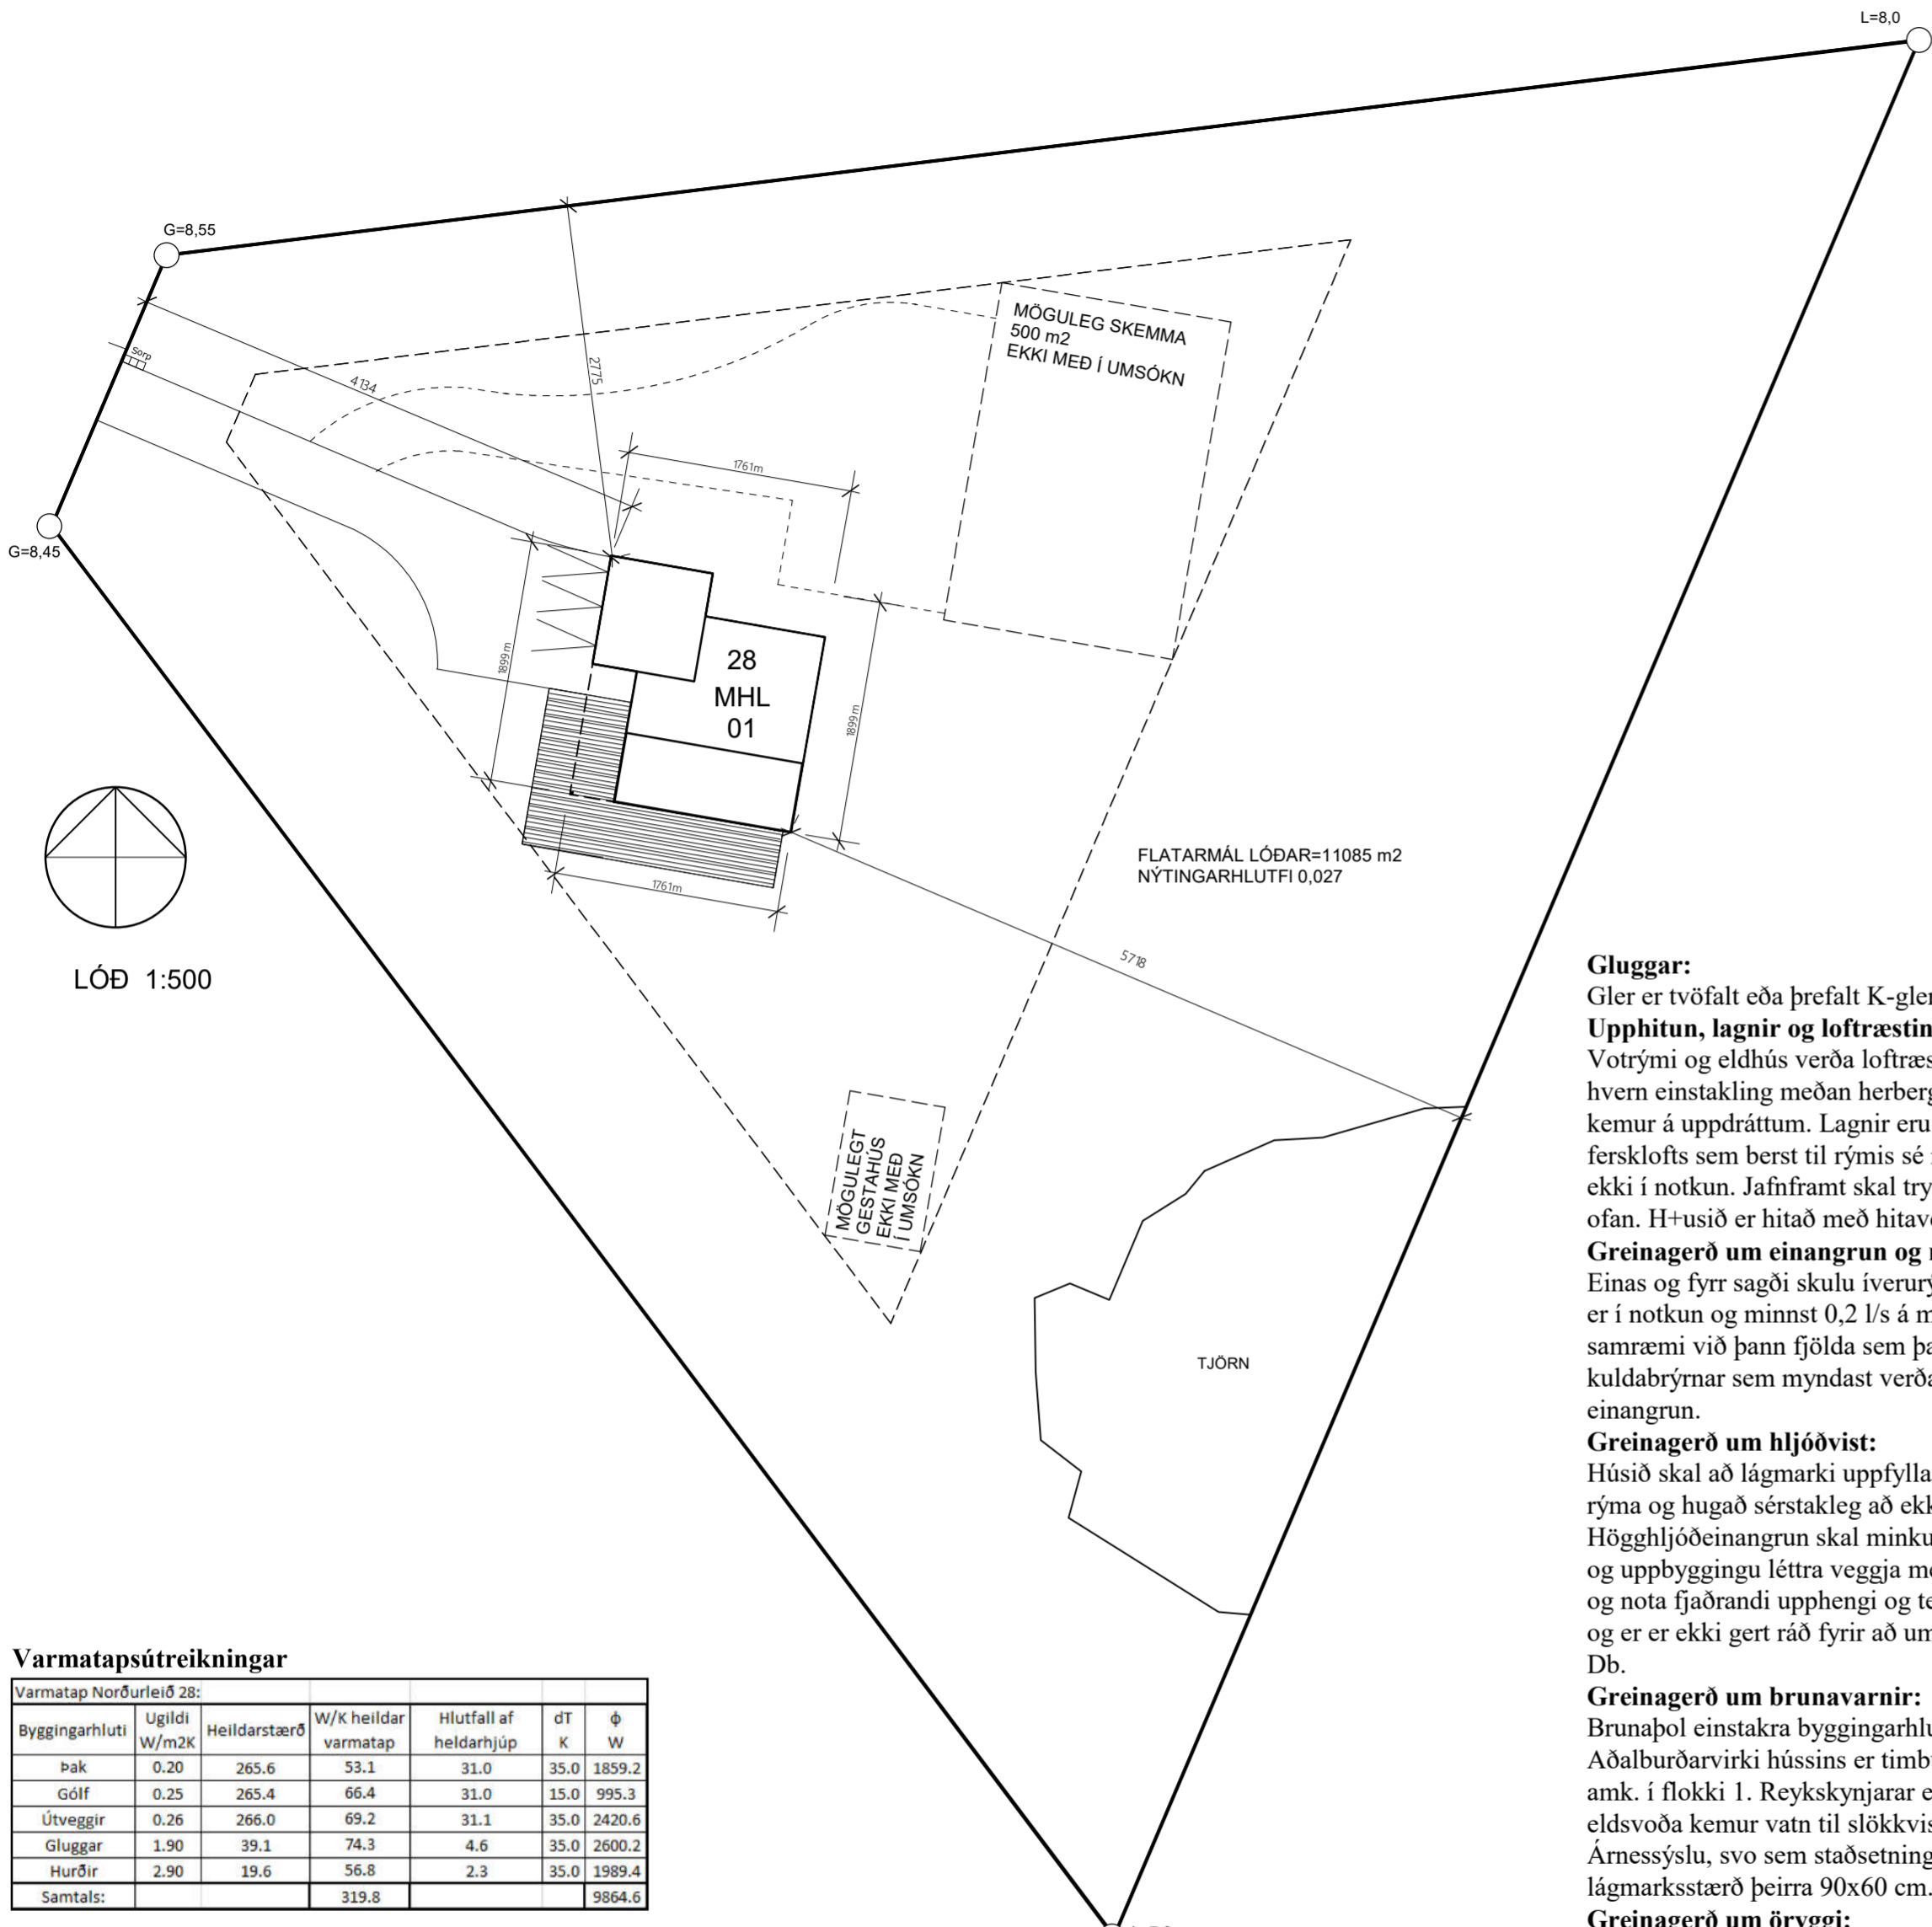 L=8,0
G=8,55
MÖGULEG SKEMMA
500 m2
EKKI MEÐ Í UMSÓKN
Sorp
4134
2775
1761m
G=8,45
1899m
28
MHL
01
1899m
FLATARMÁL LÓÐAR=11085 m2
NÝTINGARHLUTFI 0,027
1761m
5718
LÓÐ 1:500
MÖGULEGT
GESTAHÚS
EKKI MEÐ
Í UMSÓKN
TJÖRN
Gluggar:
Gler er tvöfalt eða þrefalt K-gler
Upphitun, lagnir og loftræstin
Votrými og eldhús verða loftræs
hvern einstakling meðan herberg
kemur á uppdráttum. Lagnir eru
fersklofts sem berst til rýmis sé
ekki í notkun. Jafnframt skal try
ofan. H+usið er hitað með hitave
Greinagerð um einangrun og
Einas og fyrr sagði skulu íverurý
er í notkun og minnst 0,2 l/s á m
samræmi við þann fjölda sem þa
kuldabrýrnar sem myndast verða
einangrun.
Greinagerð um hljóðvist:
Húsið skal að lágmarki uppfylla
rýma og hugað sérstakleg að ekk
Högghljóðeinangrun skal minku
og uppbyggingu léttra veggja me
og nota fjaðrandi upphengi og te
og er er ekki gert ráð fyrir að um
Db.
Greinagerð um brunavarnir:
Brunaþol einstakra byggingarhlu
Aðalburðarvirki hússins er timbu
amk. í flokki 1. Reykskynjarar e
eldsvoða kemur vatn til slökkvis
Árnessýslu, svo sem staðsetning
lágmarksstærð þeirra 90x60 cm.
Greinagerð um öryggi:
Varmatapsútreikningar
Varmatap Norðurleið 28:
Byggingarhluti Ugildi W/m2K Heildarstærð W/K heildar varmatap Hlutfall af heldarhjúp dT K ϕ W
Þak 0.20 265.6 53.1 31.0 35.0 1859.2
Gólf 0.25 265.4 66.4 31.0 15.0 995.3
Útveggir 0.26 266.0 69.2 31.1 35.0 2420.6
Gluggar 1.90 39.1 74.3 4.6 35.0 2600.2
Hurðir 2.90 19.6 56.8 2.3 35.0 1989.4
Samtals: 319.8 9864.6